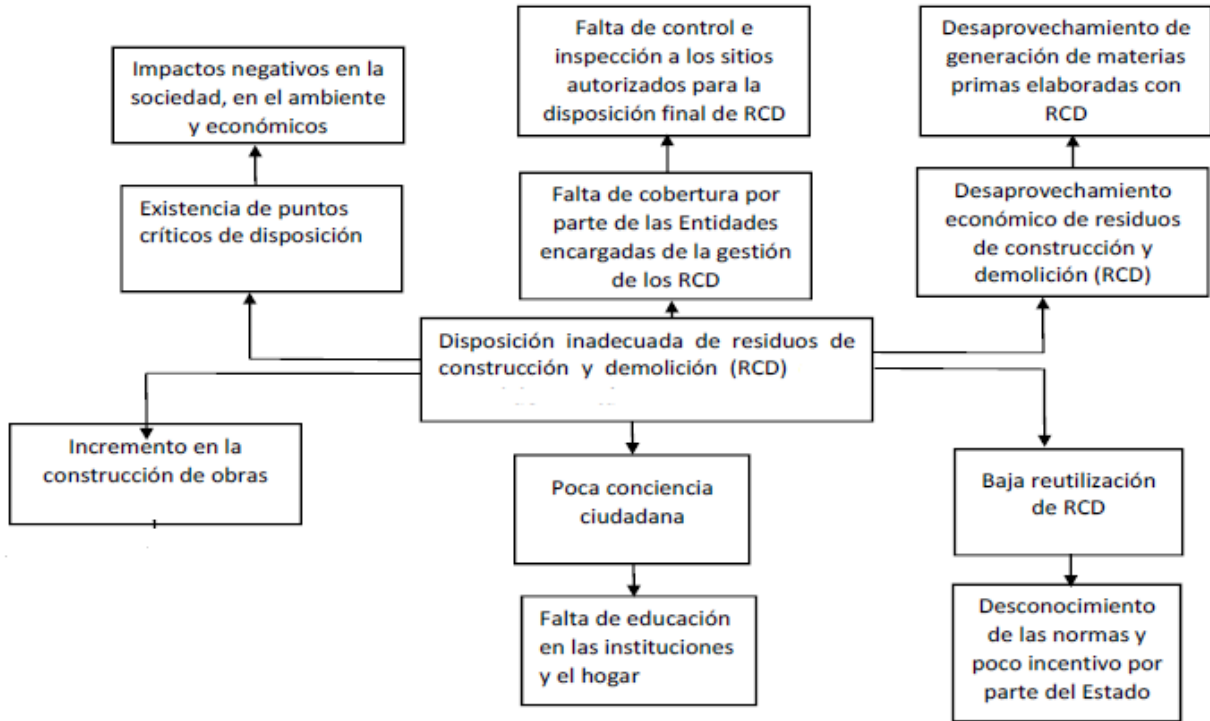 Impactos negativos en la
sociedad, en el ambiente
y económicos
Falta de control e
inspección a los sitios
autorizados para la
disposición final de RCD
Desaprovechamiento de
generación de materias
primas elaboradas con
RCD
Existencia de puntos
críticos de disposición
Falta de cobertura por
parte de las Entidades
encargadas de la gestión
de los RCD
Desaprovechamiento
económico de residuos
de construcción y
demolición (RCD)
Disposición inadecuada de residuos de
construcción y demolición (RCD)
Incremento en la
construcción de obras
Poca conciencia
ciudadana
Baja reutilización
de RCD
Falta de educación
en las instituciones
y el hogar
Desconocimiento
de las normas y
poco incentivo por
parte del Estado